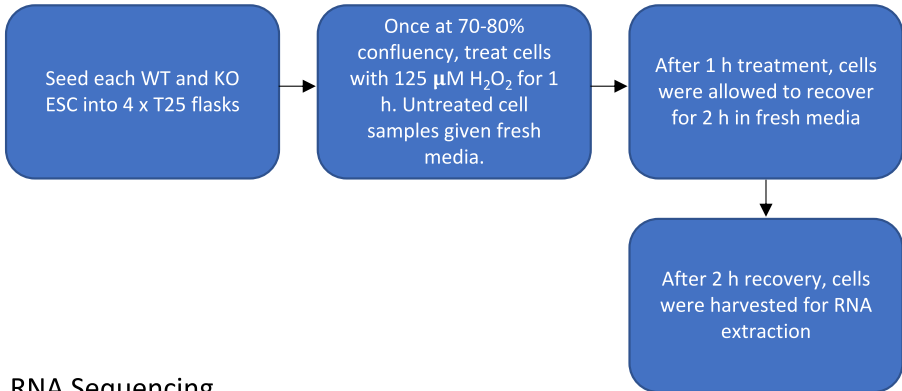 Seed each WT and KO
ESC into 4 x T25 flasks
Once at 70-80%
confluency, treat cells
with 125 μM H₂O₂ for 1
h. Untreated cell
samples given fresh
media.
After 1 h treatment, cells
were allowed to recover
for 2 h in fresh media
After 2 h recovery, cells
were harvested for RNA
extraction
RNA Sequencing